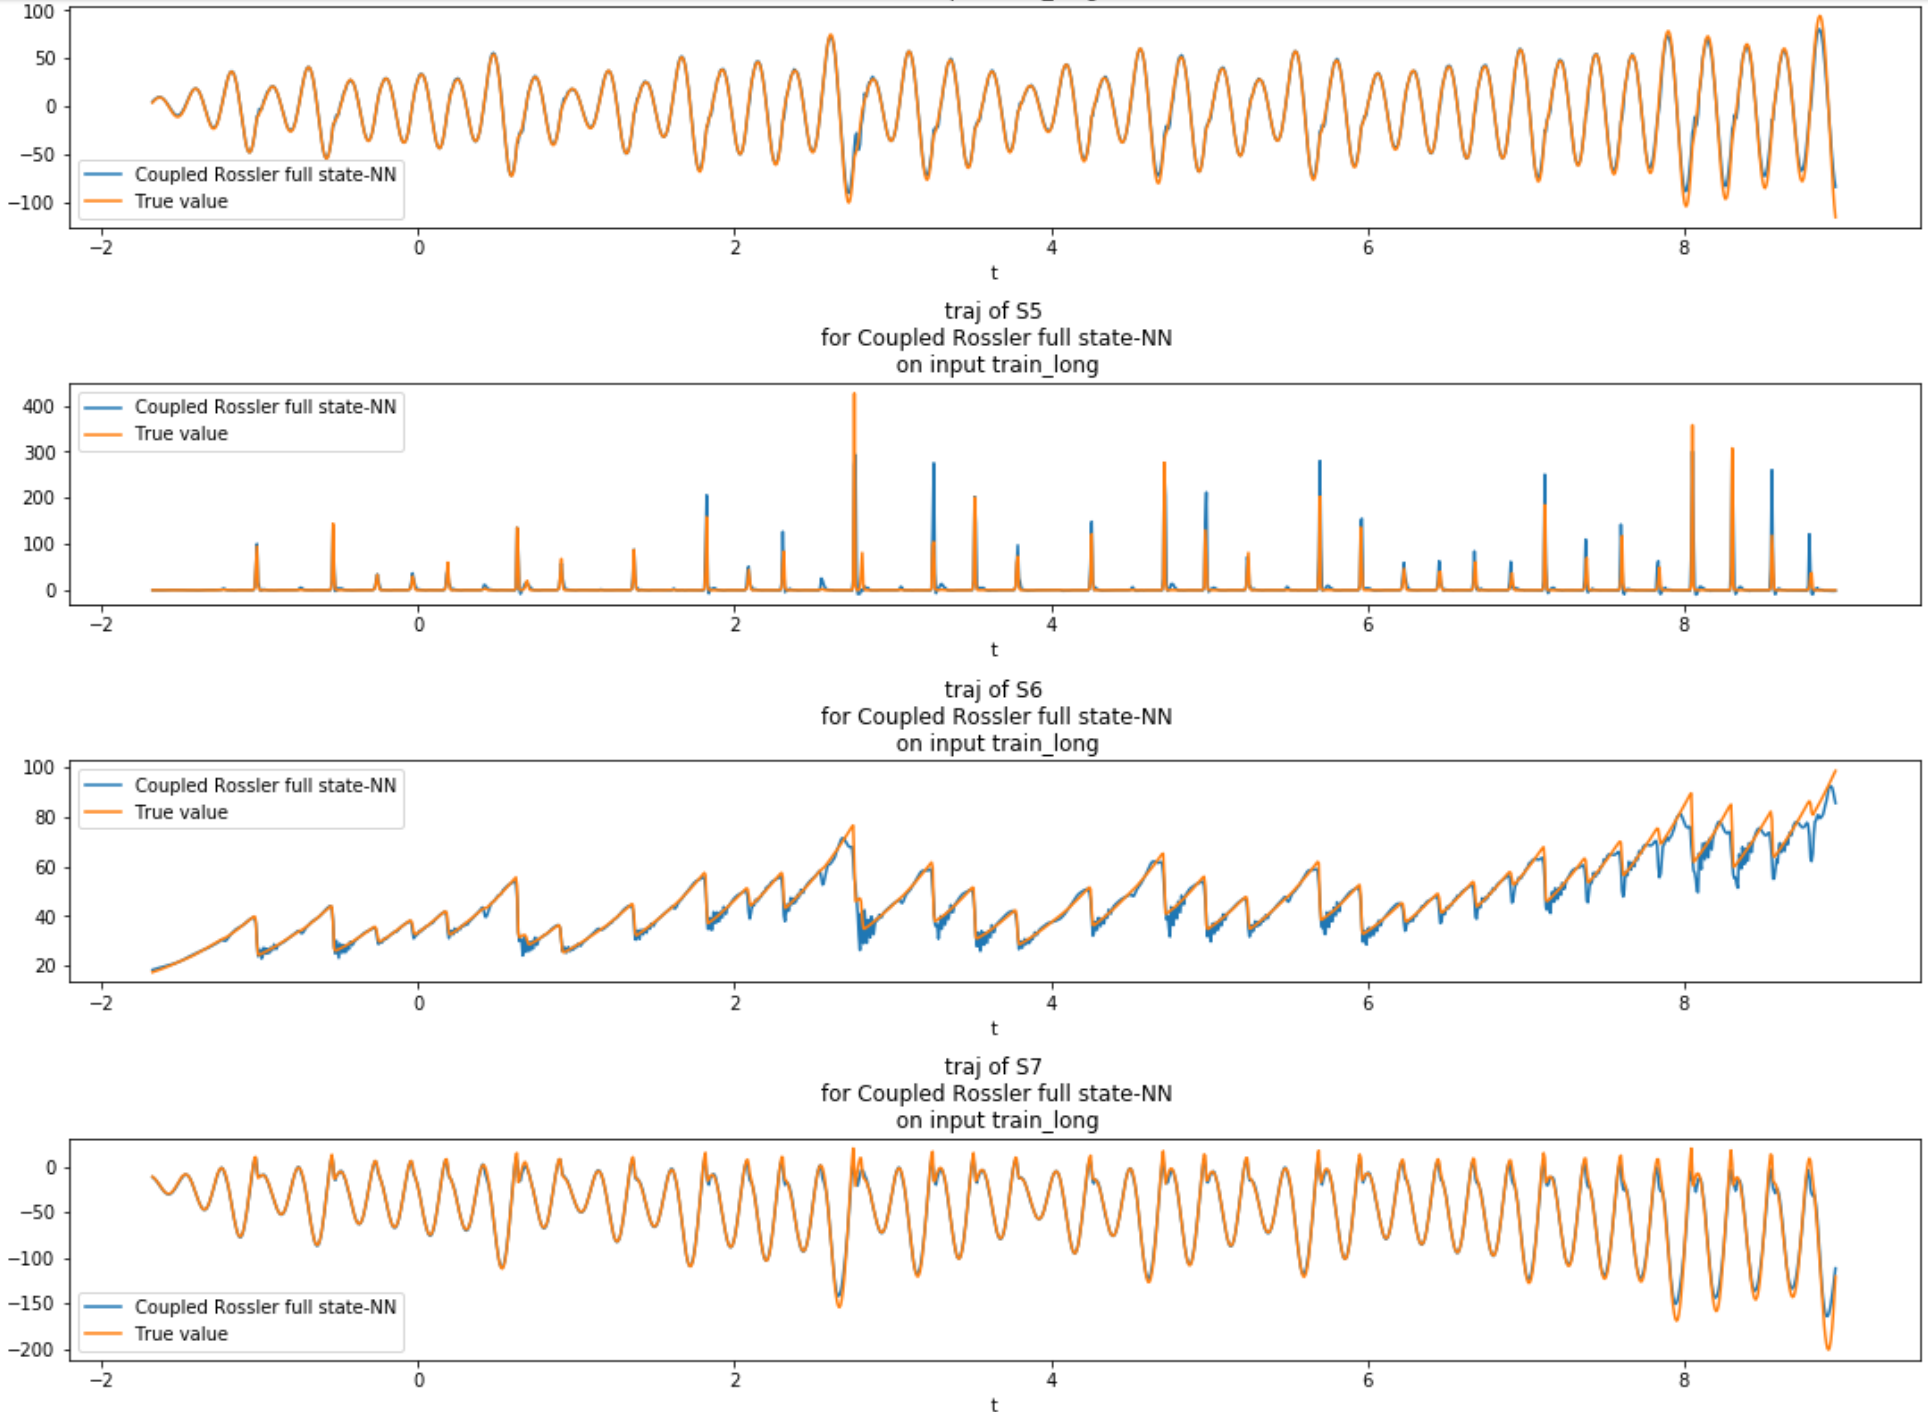 100
50
0
−50
−100
Coupled Rossler full state-NN
True value
−2 0 2 4 6 8
t
traj of S5
for Coupled Rossler full state-NN
on input train_long
400
300
200
100
0
Coupled Rossler full state-NN
True value
−2 0 2 4 6 8
t
traj of S6
for Coupled Rossler full state-NN
on input train_long
100
80
60
40
20
Coupled Rossler full state-NN
True value
−2 0 2 4 6 8
t
traj of S7
for Coupled Rossler full state-NN
on input train_long
0
−50
−100
−150
−200
Coupled Rossler full state-NN
True value
−2 0 2 4 6 8
t